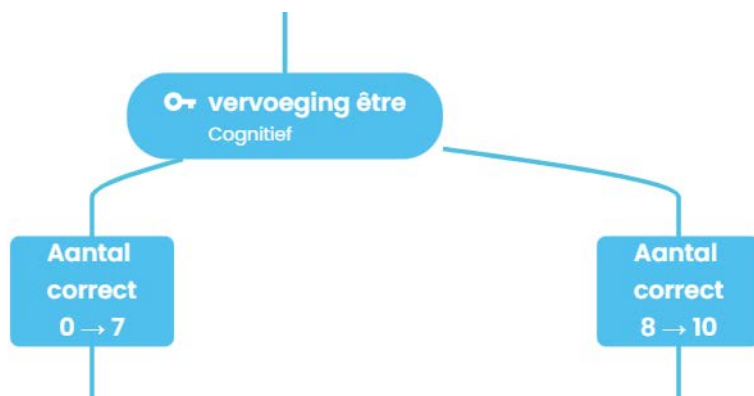 vervoeging être
Cognitief
Aantal
correct
0 → 7
Aantal
correct
8 → 10